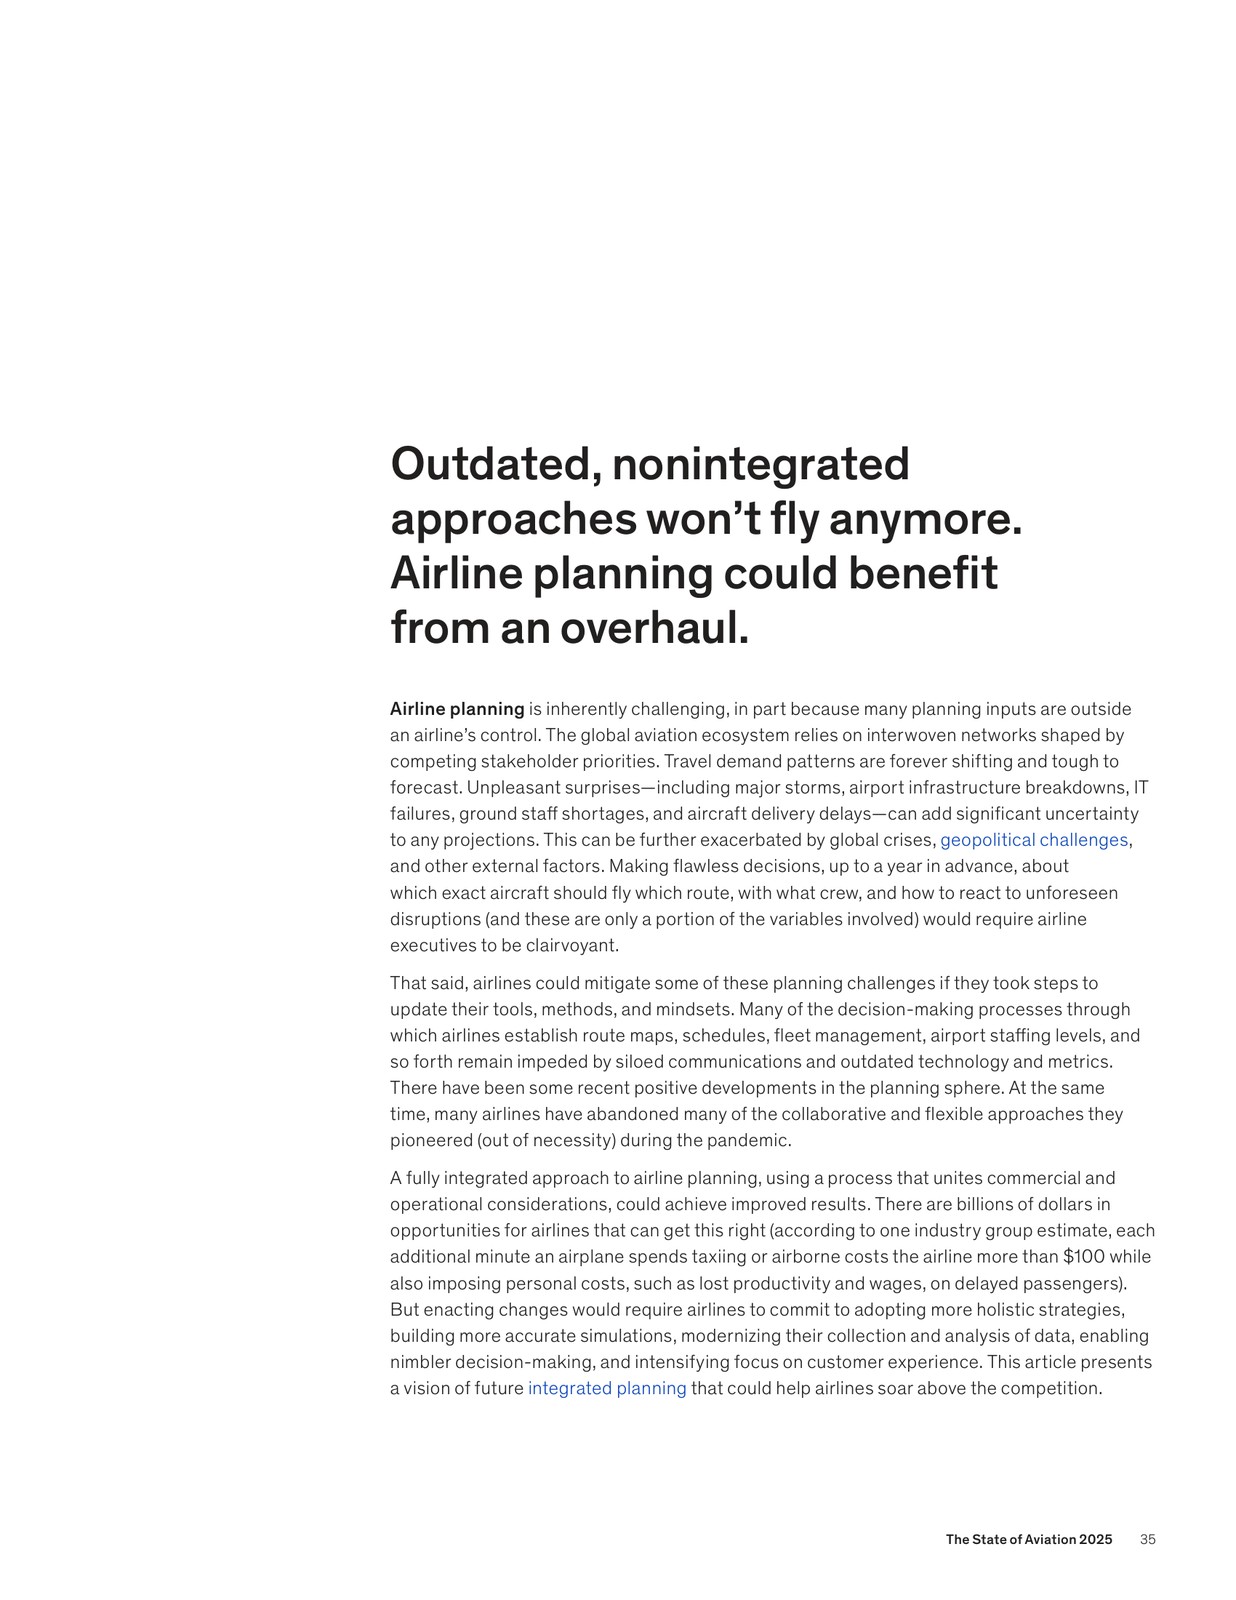 Outdated, nonintegrated
approaches won’t fly anymore.
Airline planning could benefit
from an overhaul.
Airline planning is inherently challenging, in part because many planning inputs are outside
an airline’s control. The global aviation ecosystem relies on interwoven networks shaped by
competing stakeholder priorities. Travel demand patterns are forever shifting and tough to
forecast. Unpleasant surprises—including major storms, airport infrastructure breakdowns, IT
failures, ground staff shortages, and aircraft delivery delays—can add significant uncertainty
to any projections. This can be further exacerbated by global crises, geopolitical challenges,
and other external factors. Making flawless decisions, up to a year in advance, about
which exact aircraft should fly which route, with what crew, and how to react to unforeseen
disruptions (and these are only a portion of the variables involved) would require airline
executives to be clairvoyant.
That said, airlines could mitigate some of these planning challenges if they took steps to
update their tools, methods, and mindsets. Many of the decision-making processes through
which airlines establish route maps, schedules, fleet management, airport staffing levels, and
so forth remain impeded by siloed communications and outdated technology and metrics.
There have been some recent positive developments in the planning sphere. At the same
time, many airlines have abandoned many of the collaborative and flexible approaches they
pioneered (out of necessity) during the pandemic.
A fully integrated approach to airline planning, using a process that unites commercial and
operational considerations, could achieve improved results. There are billions of dollars in
opportunities for airlines that can get this right (according to one industry group estimate, each
additional minute an airplane spends taxiing or airborne costs the airline more than $100 while
also imposing personal costs, such as lost productivity and wages, on delayed passengers).
But enacting changes would require airlines to commit to adopting more holistic strategies,
building more accurate simulations, modernizing their collection and analysis of data, enabling
nimbler decision-making, and intensifying focus on customer experience. This article presents
a vision of future integrated planning that could help airlines soar above the competition.
The State of Aviation 2025 35